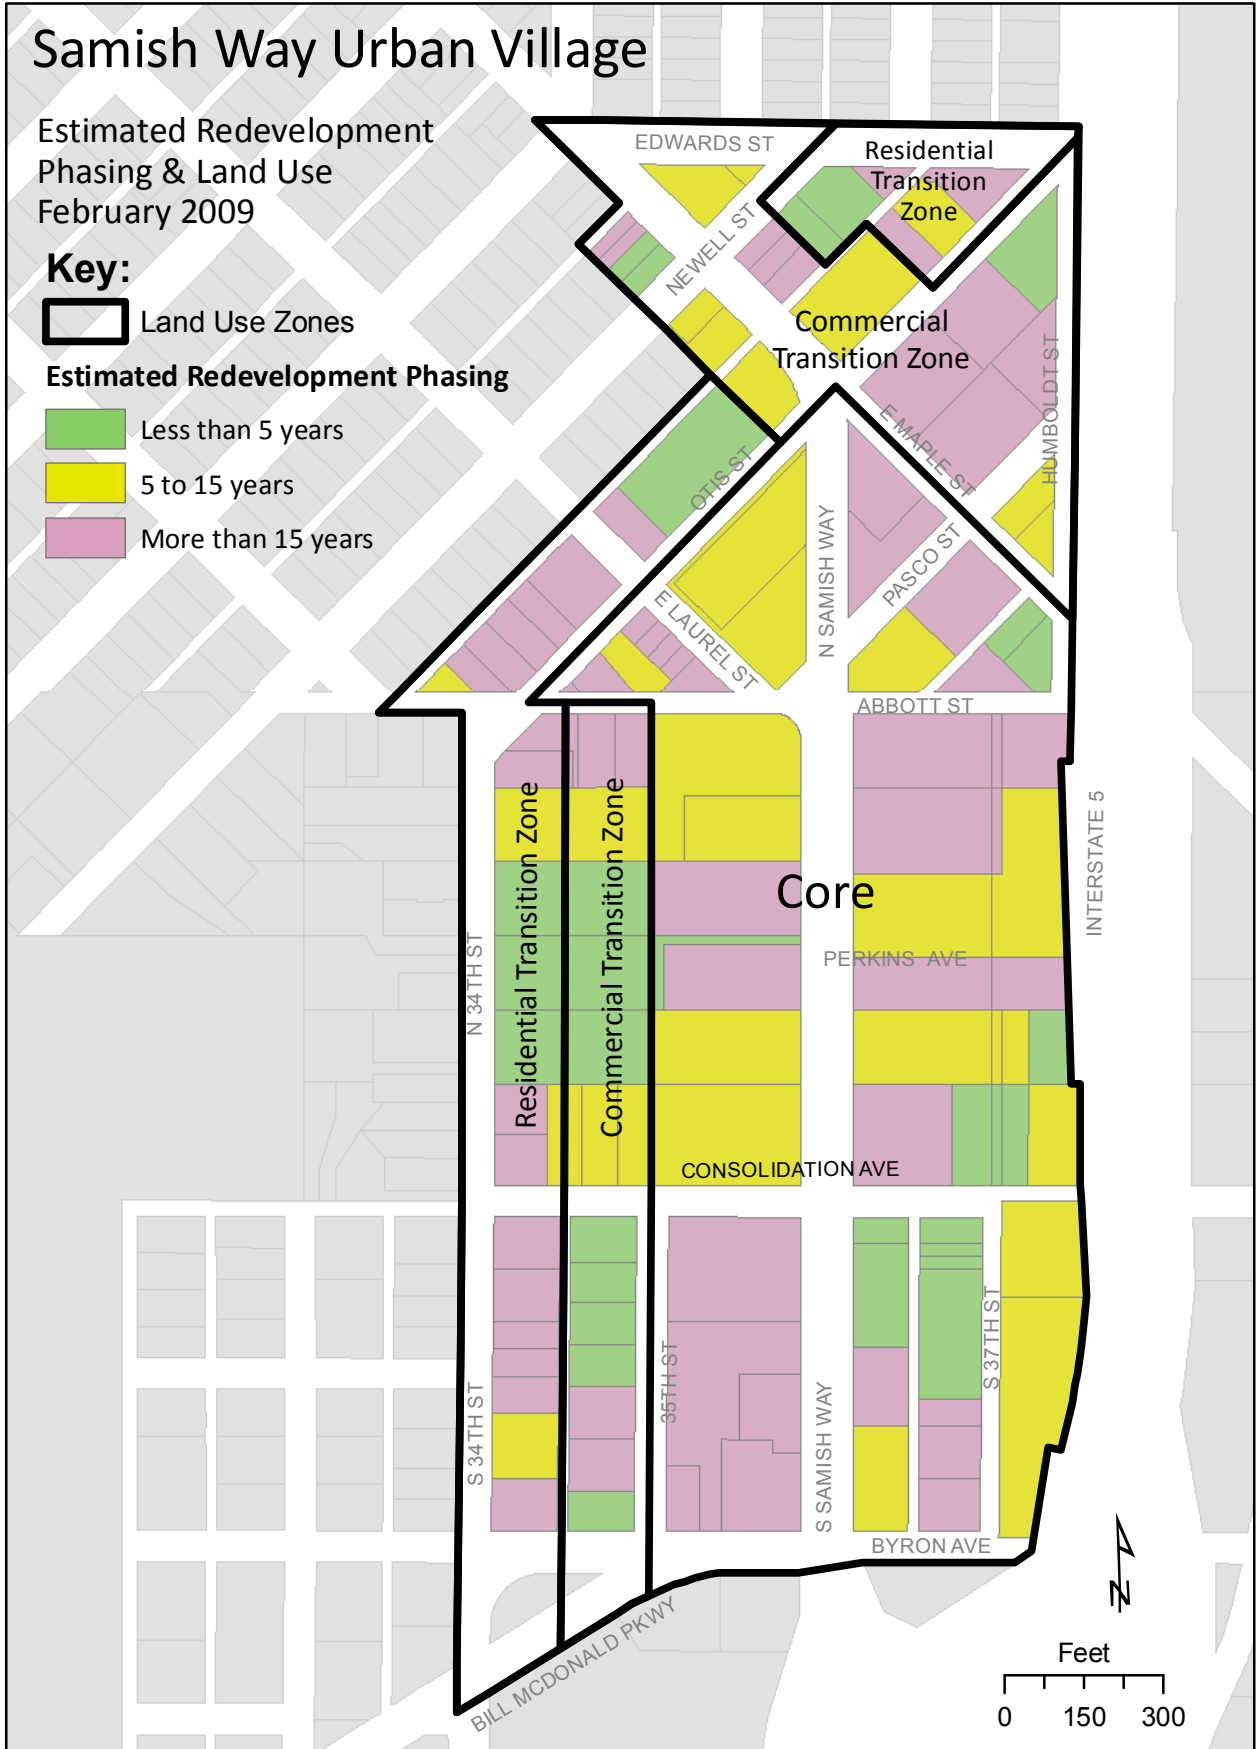 Samish Way Urban Village
Estimated Redevelopment
Phasing & Land Use
February 2009
Key:
Land Use Zones
Estimated Redevelopment Phasing
Less than 5 years
5 to 15 years
More than 15 years
EDWARDS ST
Residential
Transition
Zone
NEWELL ST
Commercial
Transition Zone
HUMBOLDT ST
E MAPLE ST
OTIS ST
N SAMISH WAY
PASCO ST
E LAUREL ST
ABBOTT ST
Residential Transition Zone
Commercial Transition Zone
Core
INTERSTATE 5
N 34TH ST
PERKINS AVE
CONSOLIDATION AVE
S 34TH ST
35TH ST
S SAMISH WAY
S 37TH ST
BYRON AVE
BILL MCDONALD PKWY
N
Feet
0 150 300